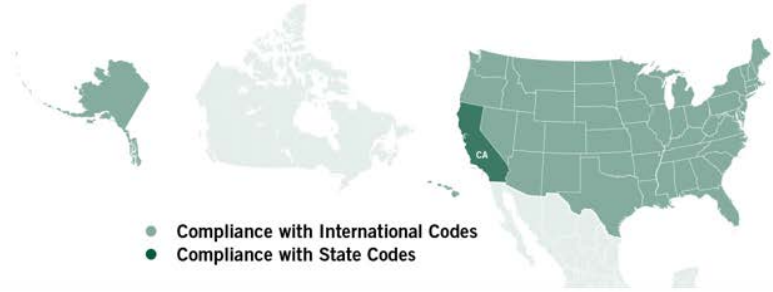 CA
Compliance with International Codes
Compliance with State Codes